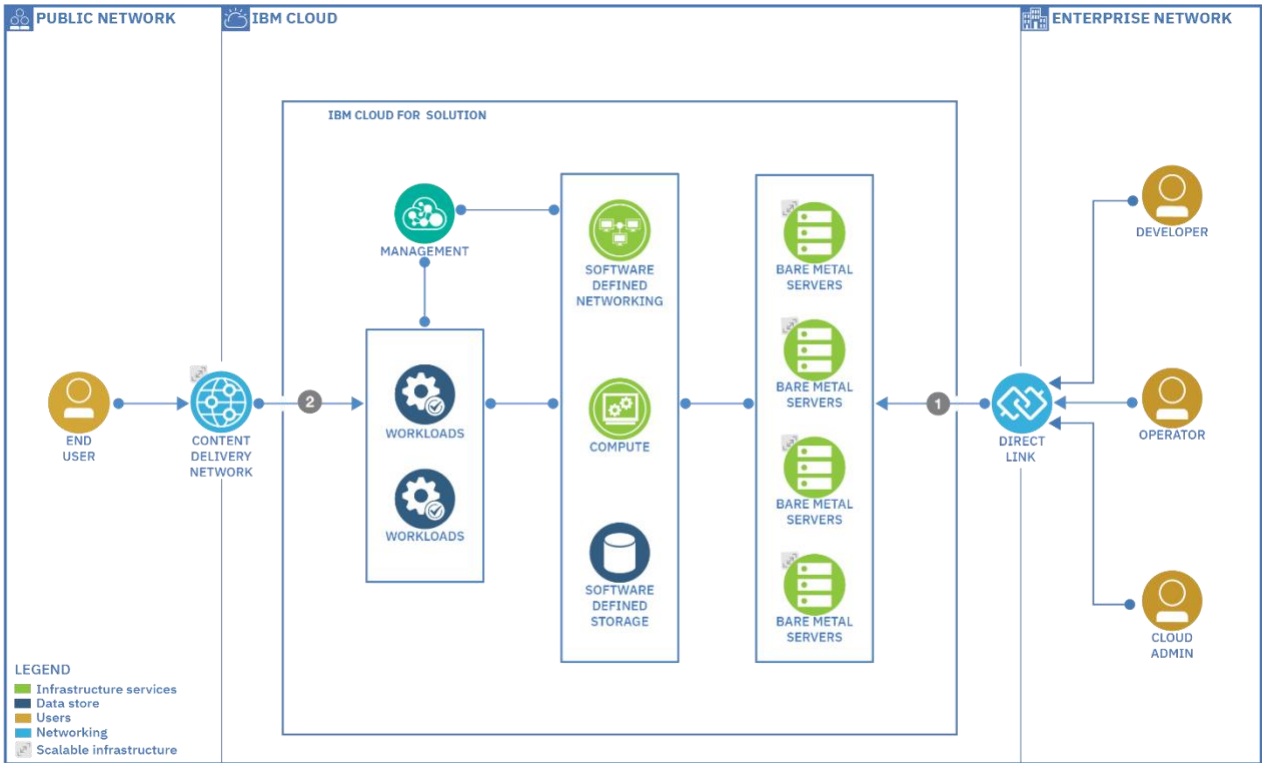 PUBLIC NETWORK
IBM CLOUD
ENTERPRISE NETWORK
IBM CLOUD FOR SOLUTION
MANAGEMENT
SOFTWARE
DEFINED
NETWORKING
BARE METAL
SERVERS
DEVELOPER
BARE METAL
SERVERS
END
USER
CONTENT
DELIVERY
NETWORK
2
WORKLOADS
WORKLOADS
COMPUTE
1
DIRECT
LINK
OPERATOR
BARE METAL
SERVERS
SOFTWARE
DEFINED
STORAGE
BARE METAL
SERVERS
CLOUD
ADMIN
LEGEND
Infrastructure services
Data store
Users
Networking
Scalable infrastructure